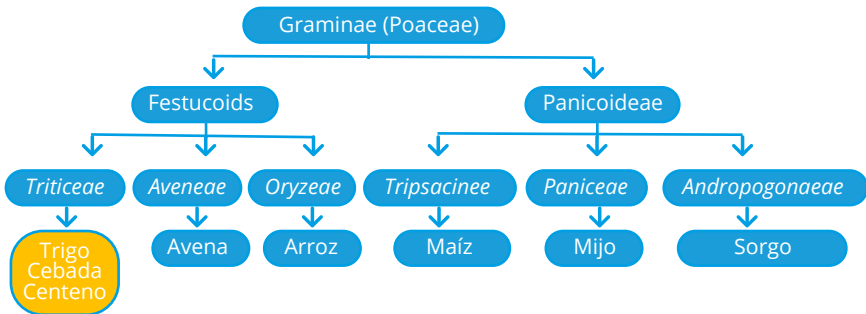 Graminae (Poaceae)
Festucoids
Panicoideae
Triticeae
Aveneae
Oryzeae
Tripsacinee
Paniceae
Andropogonaeae
Trigo
Cebada
Centeno
Avena
Arroz
Maíz
Mijo
Sorgo